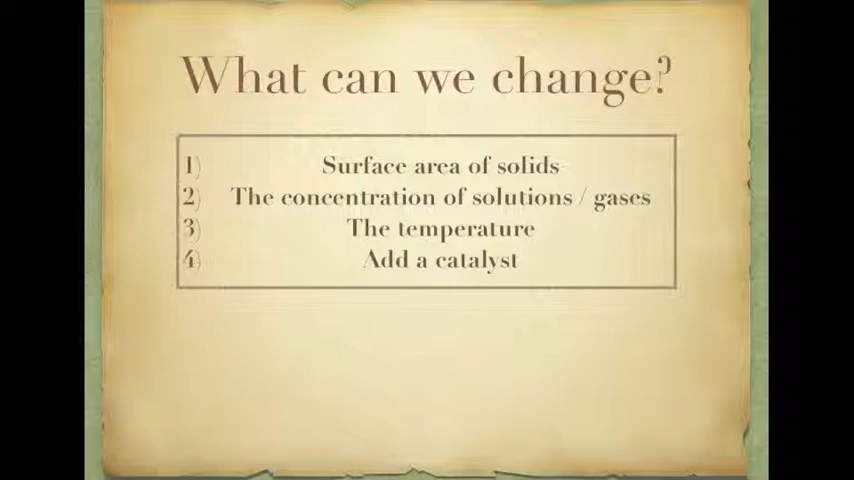 What can we change?
1) Surface area of solids
2) The concentration of solutions / gases
3) The temperature
4) Add a catalyst